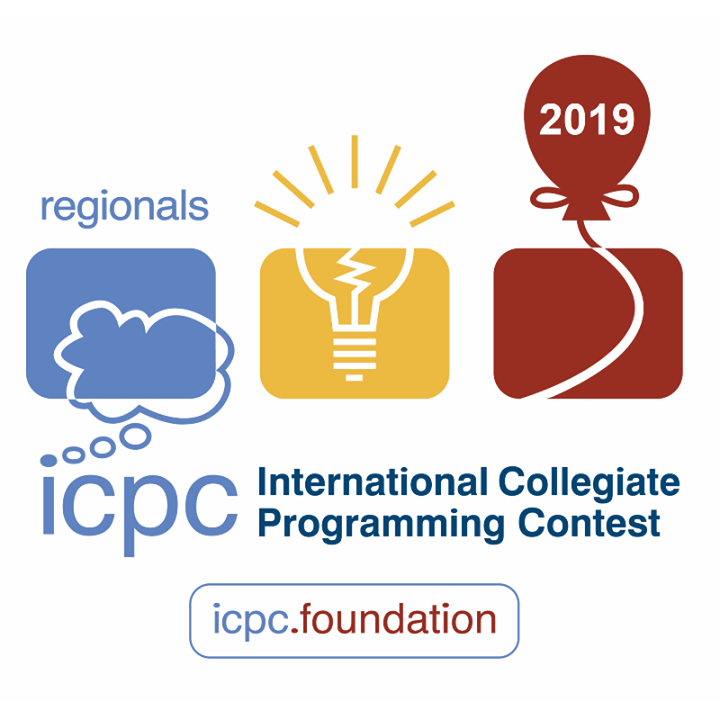 2019
regionals
icpc
International Collegiate
Programming Contest
icpc.foundation